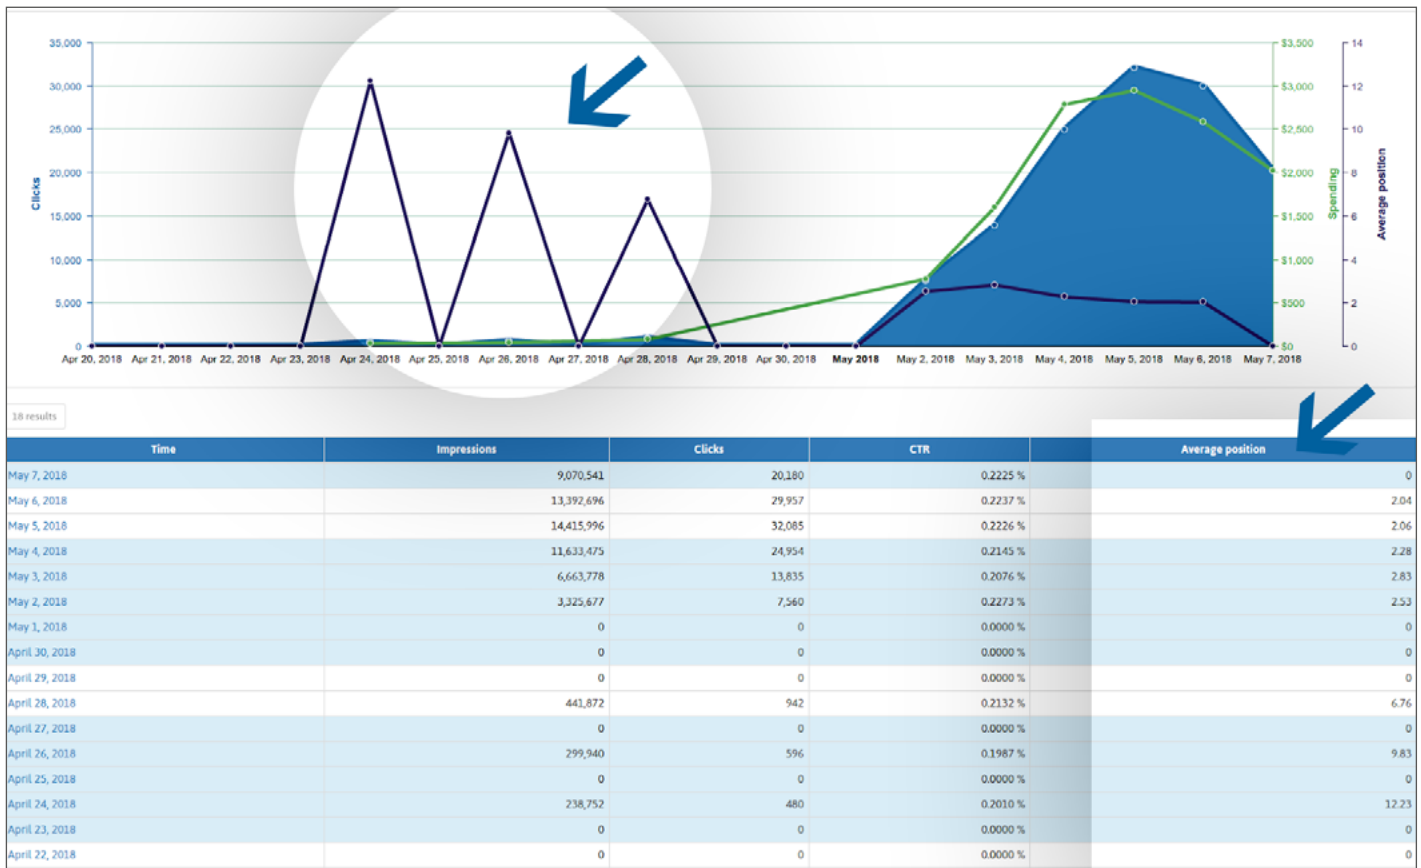 35,000
30,000
25,000
20,000
15,000
10,000
5,000
0
Clicks
$3,500
$3,000
$2,500
$2,000
$1,500
$1,000
$500
$0
Spending
14
12
10
8
6
4
2
0
Average position
Apr 20, 2018 Apr 21, 2018 Apr 22, 2018 Apr 23, 2018 Apr 24, 2018 Apr 25, 2018 Apr 26, 2018 Apr 27, 2018 Apr 28, 2018 Apr 29, 2018 Apr 30, 2018 May 2018 May 2, 2018 May 3, 2018 May 4, 2018 May 5, 2018 May 6, 2018 May 7, 2018
18 results
Time Impressions Clicks CTR Average position
May 7, 2018 9,070,541 20,180 0.2225 % 0
May 6, 2018 13,392,696 29,957 0.2237 % 2.04
May 5, 2018 14,415,996 32,085 0.2226 % 2.06
May 4, 2018 11,633,475 24,954 0.2145 % 2.28
May 3, 2018 6,663,778 13,835 0.2076 % 2.83
May 2, 2018 3,325,677 7,560 0.2273 % 2.53
May 1, 2018 0 0 0.0000 % 0
April 30, 2018 0 0 0.0000 % 0
April 29, 2018 0 0 0.0000 % 0
April 28, 2018 441,872 942 0.2132 % 6.76
April 27, 2018 0 0 0.0000 % 0
April 26, 2018 299,940 596 0.1987 % 9.83
April 25, 2018 0 0 0.0000 % 0
April 24, 2018 238,752 480 0.2010 % 12.23
April 23, 2018 0 0 0.0000 % 0
April 22, 2018 0 0 0.0000 % 0